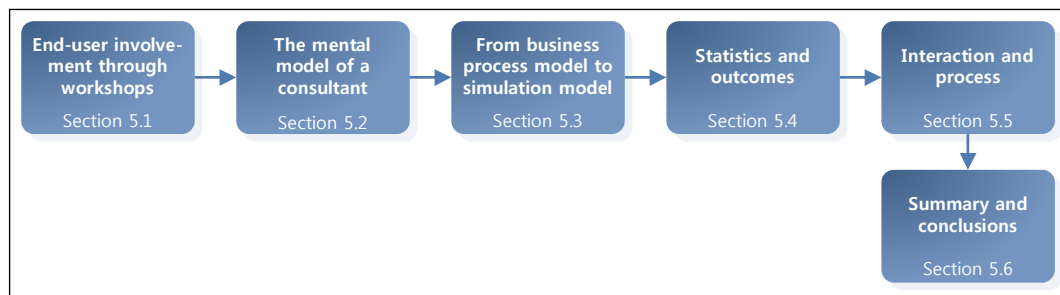 End-user involve-
ment through
workshops
Section 5.1
The mental
model of a
consultant
Section 5.2
From business
process model to
simulation model
Section 5.3
Statistics and
outcomes
Section 5.4
Interaction and
process
Section 5.5
Summary and
conclusions
Section 5.6